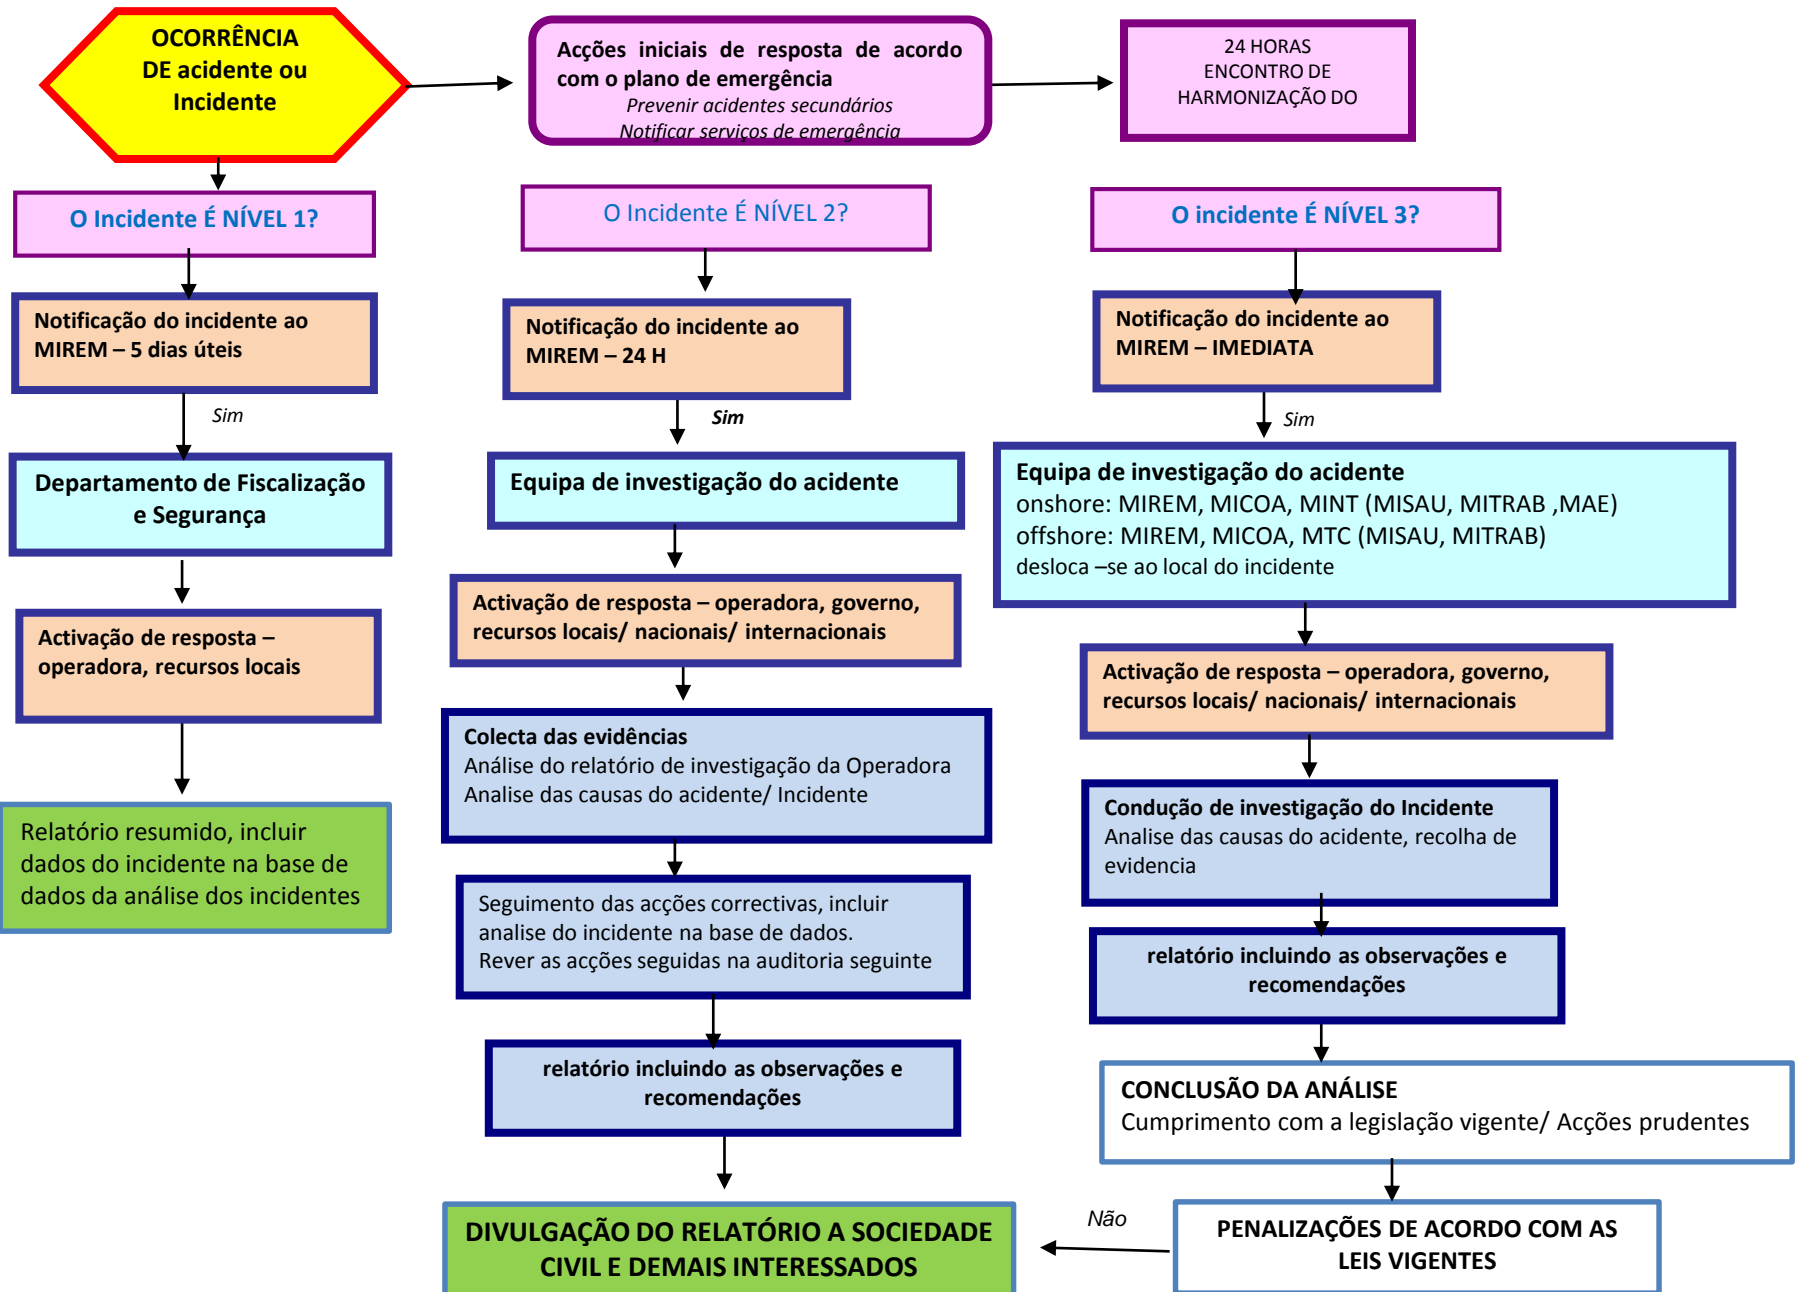 OCORRÊNCIA
DE acidente ou
Incidente
Acções iniciais de resposta de acordo
com o plano de emergência
Prevenir acidentes secundários
Notificar serviços de emergência
24 HORAS
ENCONTRO DE
HARMONIZAÇÃO DO
O Incidente É NÍVEL 1?
O Incidente É NÍVEL 2?
O incidente É NÍVEL 3?
Notificação do incidente ao
MIREM – 5 dias úteis
Sim
Departamento de Fiscalização
e Segurança
Activação de resposta –
operadora, recursos locais
Relatório resumido, incluir
dados do incidente na base de
dados da análise dos incidentes
Notificação do incidente ao
MIREM – 24 H
Sim
Equipa de investigação do acidente
Activação de resposta – operadora, governo,
recursos locais/ nacionais/ internacionais
Colecta das evidências
Análise do relatório de investigação da Operadora
Analise das causas do acidente/ Incidente
Seguimento das acções correctivas, incluir
analise do incidente na base de dados.
Rever as acções seguidas na auditoria seguinte
relatório incluindo as observações e
recomendações
DIVULGAÇÃO DO RELATÓRIO A SOCIEDADE
CIVIL E DEMAIS INTERESSADOS
Notificação do incidente ao
MIREM – IMEDIATA
Sim
Equipa de investigação do acidente
onshore: MIREM, MICOA, MINT (MISAU, MITRAB ,MAE)
offshore: MIREM, MICOA, MTC (MISAU, MITRAB)
desloca –se ao local do incidente
Activação de resposta – operadora, governo,
recursos locais/ nacionais/ internacionais
Condução de investigação do Incidente
Analise das causas do acidente, recolha de
evidencia
relatório incluindo as observações e
recomendações
CONCLUSÃO DA ANÁLISE
Cumprimento com a legislação vigente/ Acções prudentes
PENALIZAÇÕES DE ACORDO COM AS
LEIS VIGENTES
Não